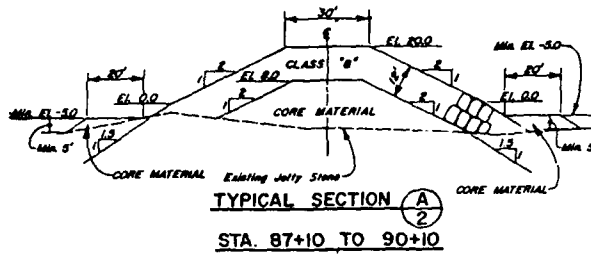 30'
℄
El. 20.0
Min. El. -5.0
20'
2
1
CLASS "B"
2
1
20'
El. 8.0
12'
Min. El. -5.0
El. 0.0
2
1
CORE MATERIAL
2
1
El. 0.0
Min. 5'
1.5
1
1.5
1
Min. 5'
CORE MATERIAL
Existing Jetty Stone
CORE MATERIAL
TYPICAL SECTION A
2
STA. 87+10 TO 90+10